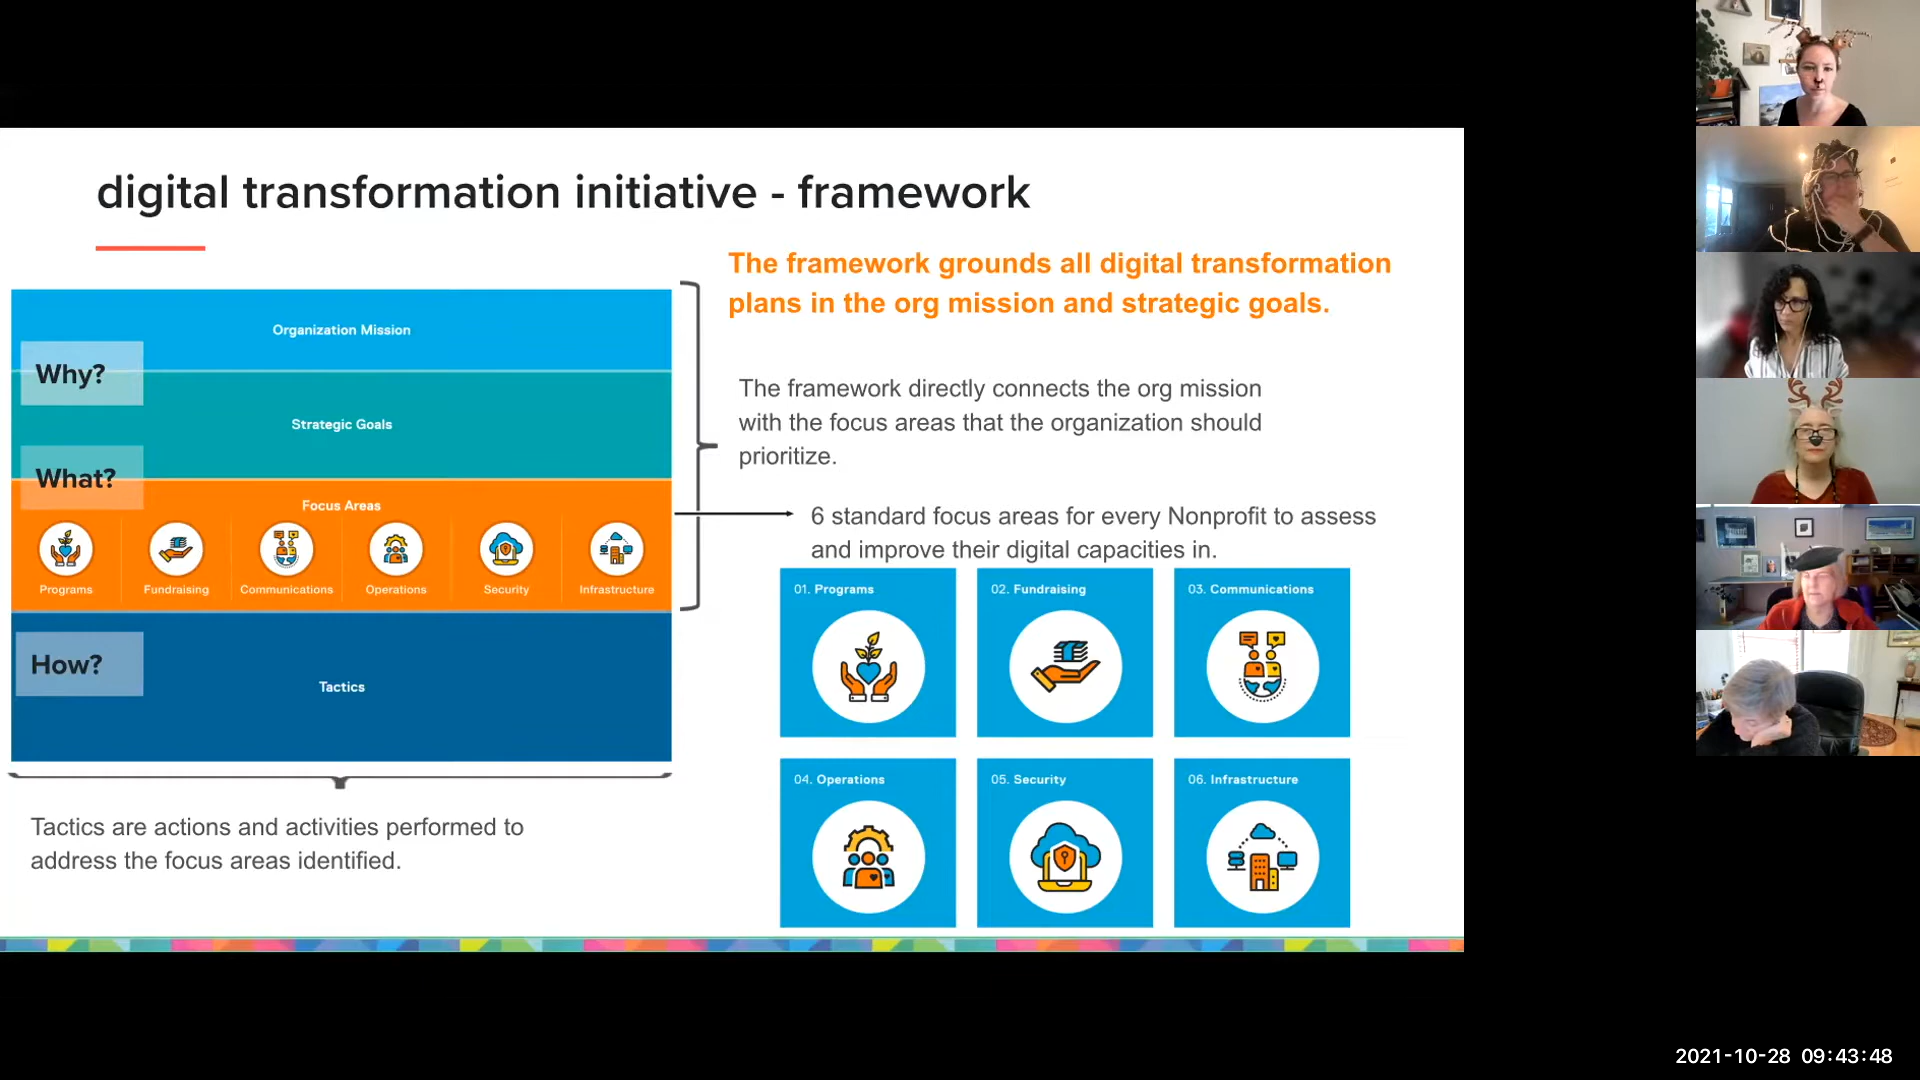 digital transformation initiative - framework
The framework grounds all digital transformation
plans in the org mission and strategic goals.
Organization Mission
Why?
Strategic Goals
What?
Focus Areas
Programs
Fundraising
Communications
Operations
Security
Infrastructure
How?
Tactics
The framework directly connects the org mission
with the focus areas that the organization should
prioritize.
6 standard focus areas for every Nonprofit to assess
and improve their digital capacities in.
01. Programs
02. Fundraising
03. Communications
04. Operations
05. Security
06. Infrastructure
Tactics are actions and activities performed to
address the focus areas identified.
2021-10-28 09:43:48